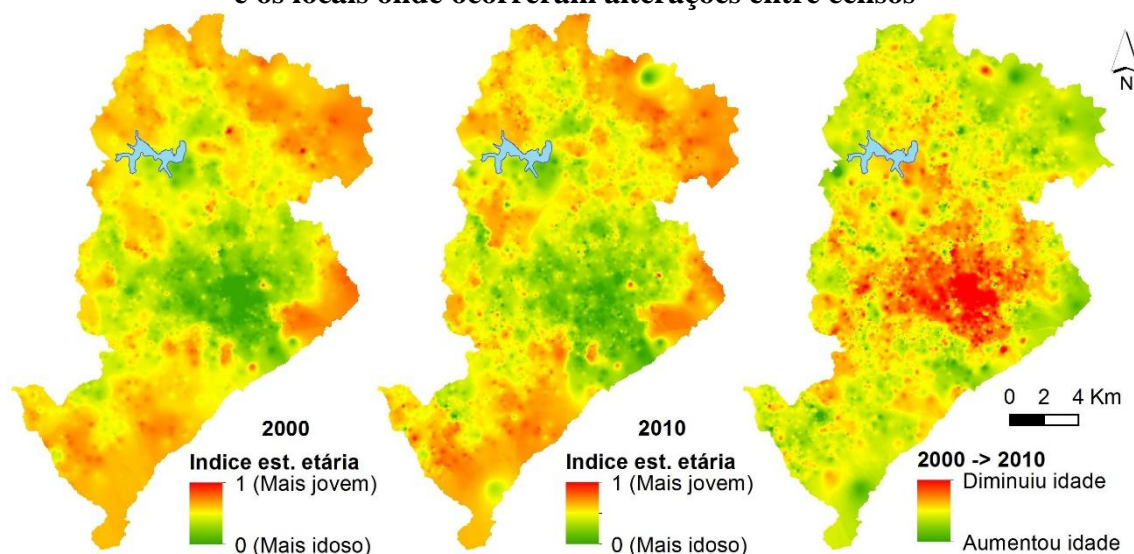 e os locais onde ocorreram alterações entre censos
N
0 2 4 Km
2000
Indice est. etária
1 (Mais jovem)
0 (Mais idoso)
2010
Indice est. etária
1 (Mais jovem)
0 (Mais idoso)
2000 -> 2010
Diminuiu idade
Aumentou idade